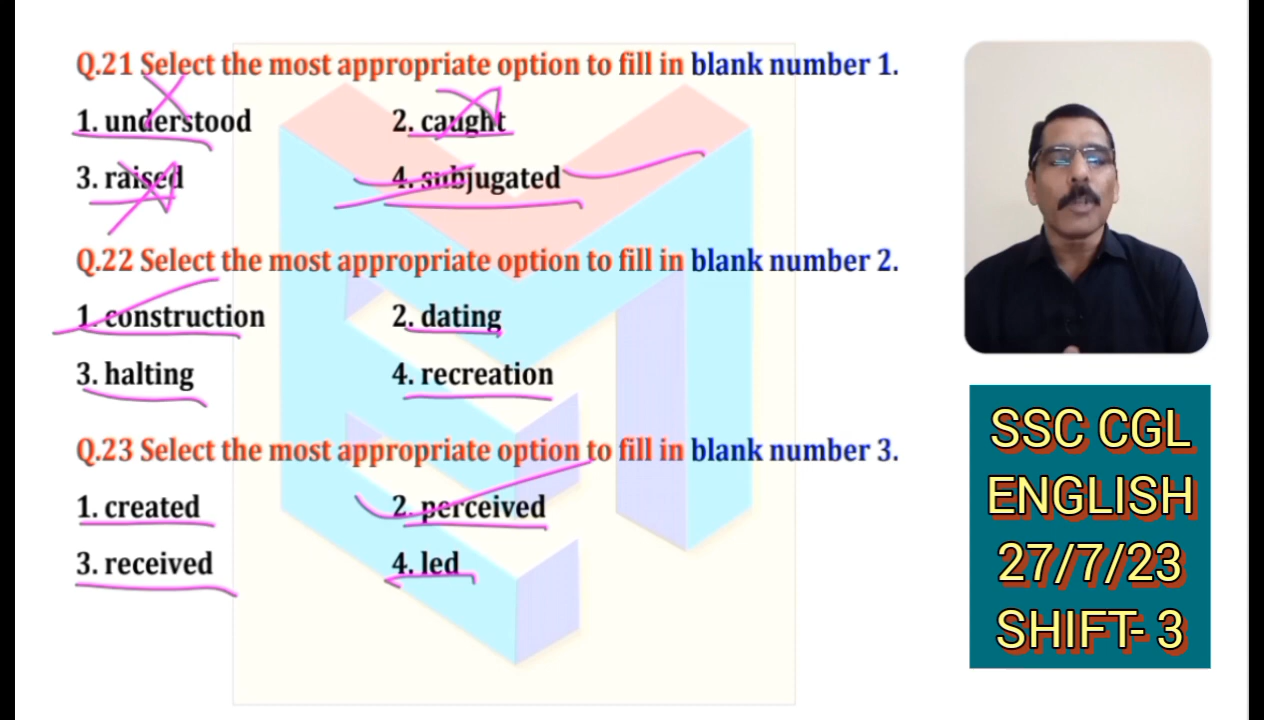 Q.21 Select the most appropriate option to fill in blank number 1.
1. understood 2. caught
3. raised 4. subjugated
Q.22 Select the most appropriate option to fill in blank number 2.
1. construction 2. dating
3. halting 4. recreation
Q.23 Select the most appropriate option to fill in blank number 3.
1. created 2. perceived
3. received 4. led
SSC CGL
ENGLISH
27/7/23
SHIFT- 3